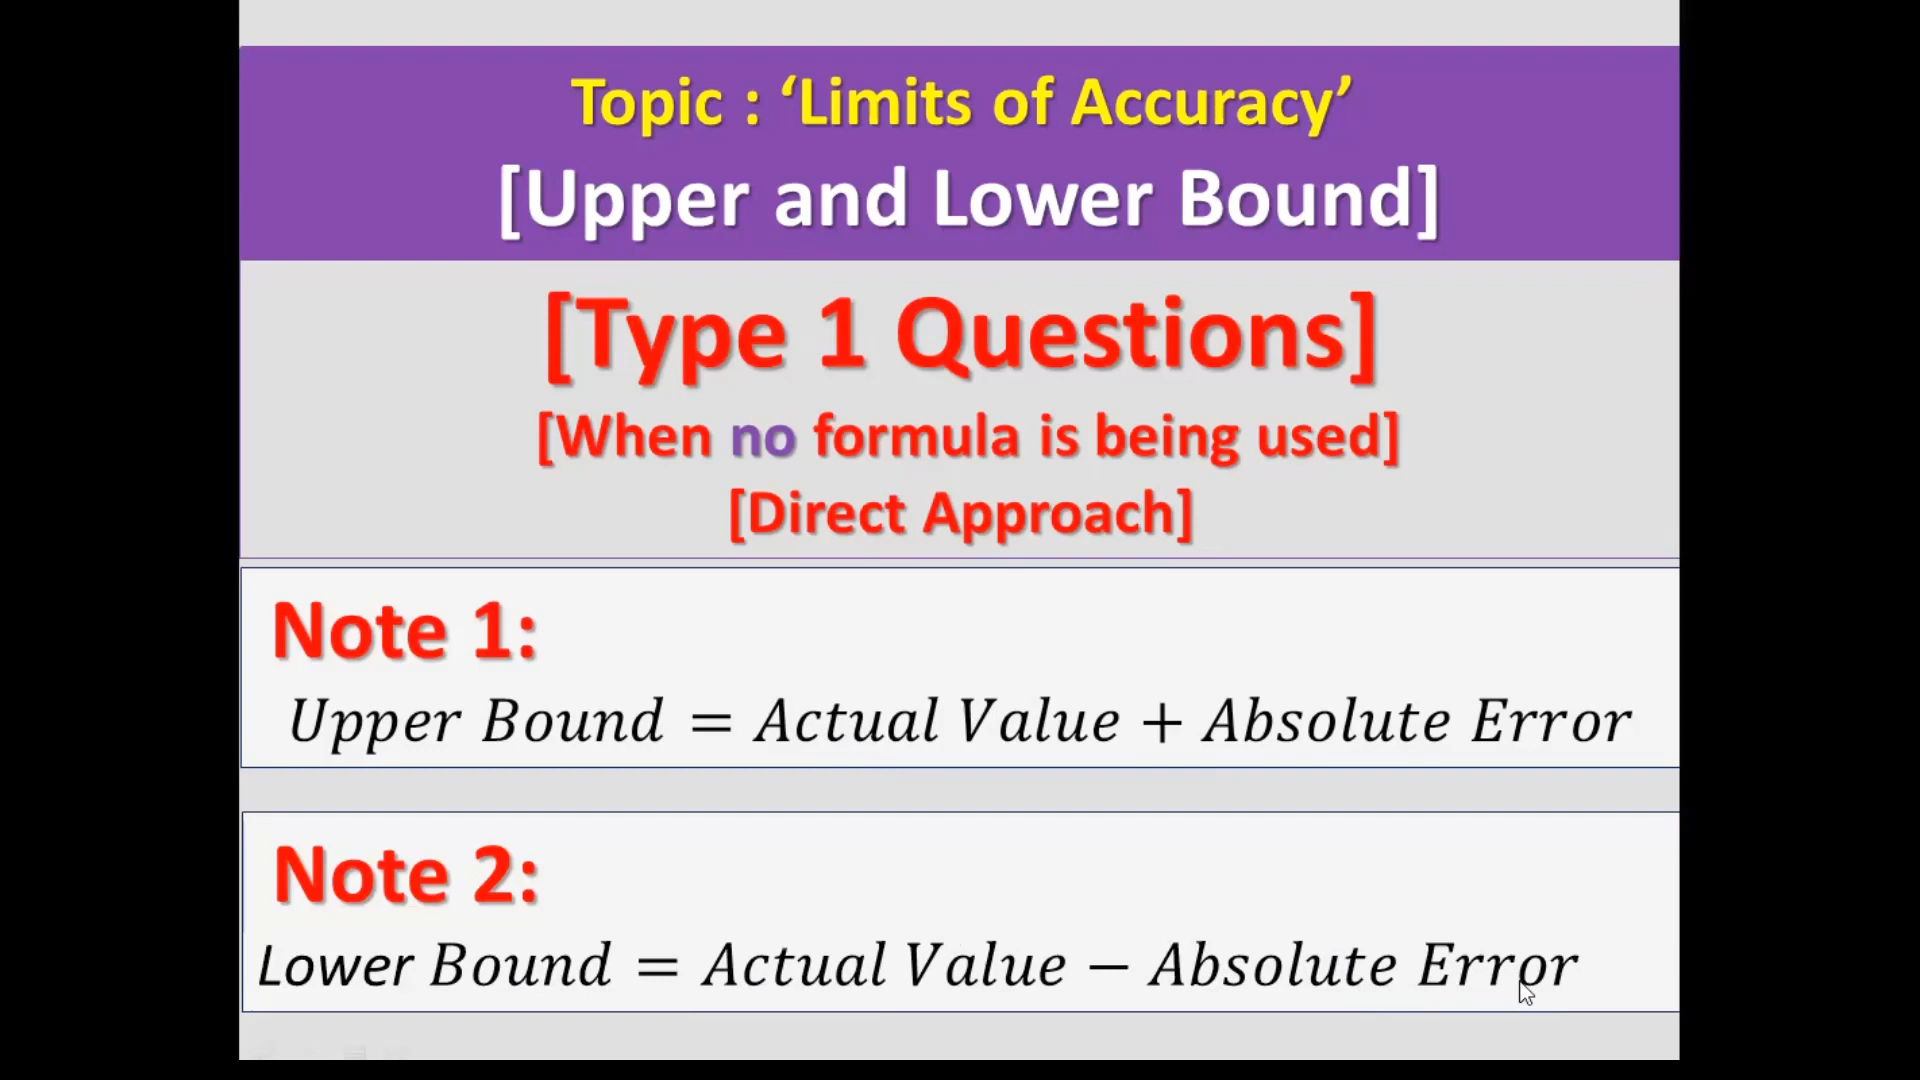 Topic : ‘Limits of Accuracy’
[Upper and Lower Bound]
[Type 1 Questions]
[When no formula is being used]
[Direct Approach]
Note 1:
Upper Bound = Actual Value + Absolute Error
Note 2:
Lower Bound = Actual Value − Absolute Error